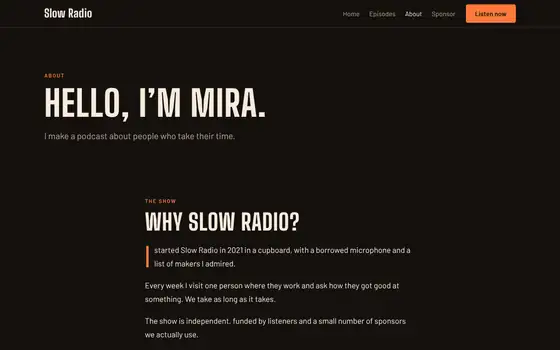 Slow Radio
Home Episodes About Sponsor Listen now
ABOUT
HELLO, I’M MIRA.
I make a podcast about people who take their time.
THE SHOW
WHY SLOW RADIO?
I started Slow Radio in 2021 in a cupboard, with a borrowed microphone and a
list of makers I admired.
Every week I visit one person where they work and ask how they got good at
something. We take as long as it takes.
The show is independent, funded by listeners and a small number of sponsors
we actually use.